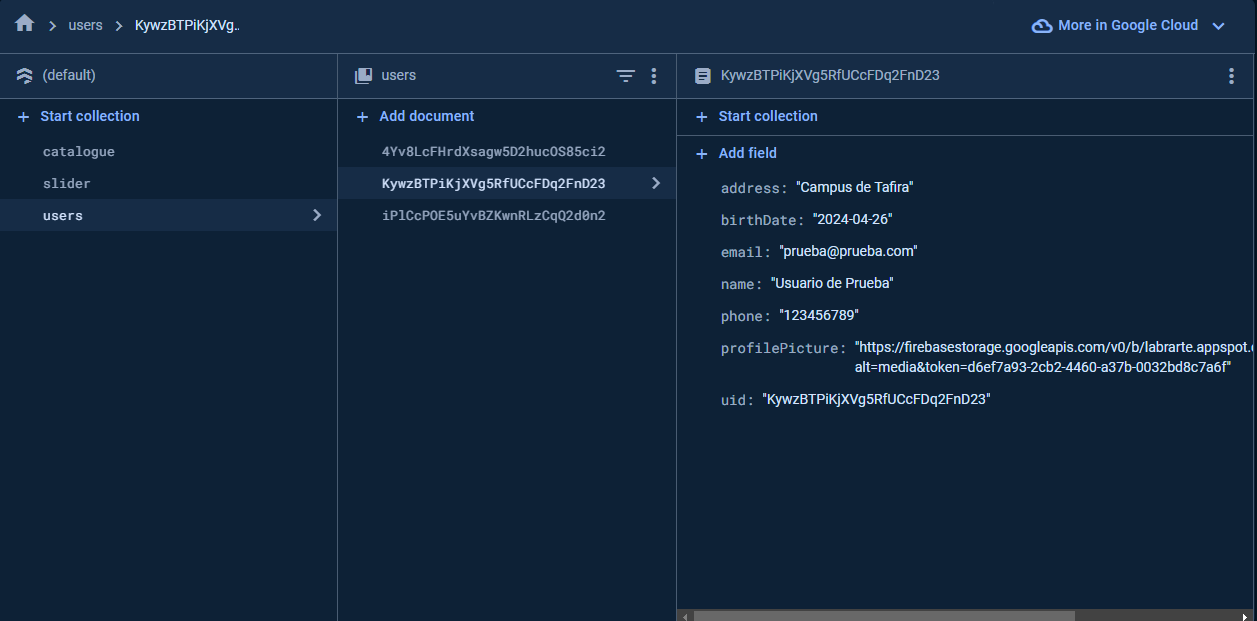 users
KywzBTPiKjXVg..
More in Google Cloud
(default)
users
KywzBTPiKjXVg5RfUCcFDq2FnD23
Start collection
Add document
Start collection
catalogue
slider
users
4Yv8LcFHrdXsagw5D2hucOS85ci2
KywzBTPiKjXVg5RfUCcFDq2FnD23
iPlCcPOE5uYvBZKwnRLzCqQ2d0n2
Add field
address: "Campus de Tafira"
birthDate: "2024-04-26"
email: "prueba@prueba.com"
name: "Usuario de Prueba"
phone: "123456789"
profilePicture: "https://firebasestorage.googleapis.com/v0/b/labrarte.appspot.
alt=media&token=d6ef7a93-2cb2-4460-a37b-0032bd8c7a6f"
uid: "KywzBTPiKjXVg5RfUCcFDq2FnD23"